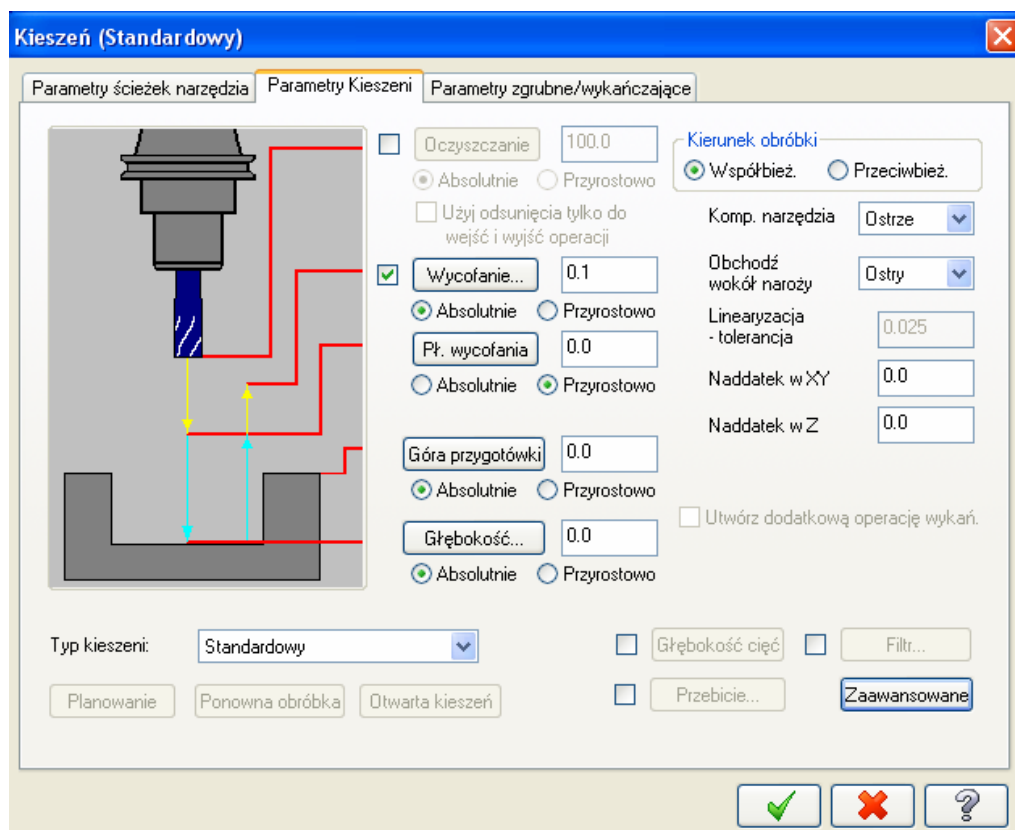 Kieszeń (Standardowy)
Parametry ścieżek narzędzia Parametry Kieszeni Parametry zgrubne/wykańczające
Oczyszczanie 100.0
Absolutnie Przyrostowo
Użyj odsunięcia tylko do
wejść i wyjść operacji
Wycofanie... 0.1
Absolutnie Przyrostowo
Pł. wycofania 0.0
Absolutnie Przyrostowo
Góra przygotówki 0.0
Absolutnie Przyrostowo
Głębokość... 0.0
Absolutnie Przyrostowo
Kierunek obróbki
Współbież. Przeciwbież.
Komp. narzędzia Ostrze
Obchodź
wokół naroży Ostry
Linearyzacja
- tolerancja 0.025
Naddatek w XY 0.0
Naddatek w Z 0.0
Utwórz dodatkową operację wykań.
Typ kieszeni: Standardowy
Planowanie Ponowna obróbka Otwarta kieszeń
Głębokość cięć Filtr...
Przebicie... Zaawansowane